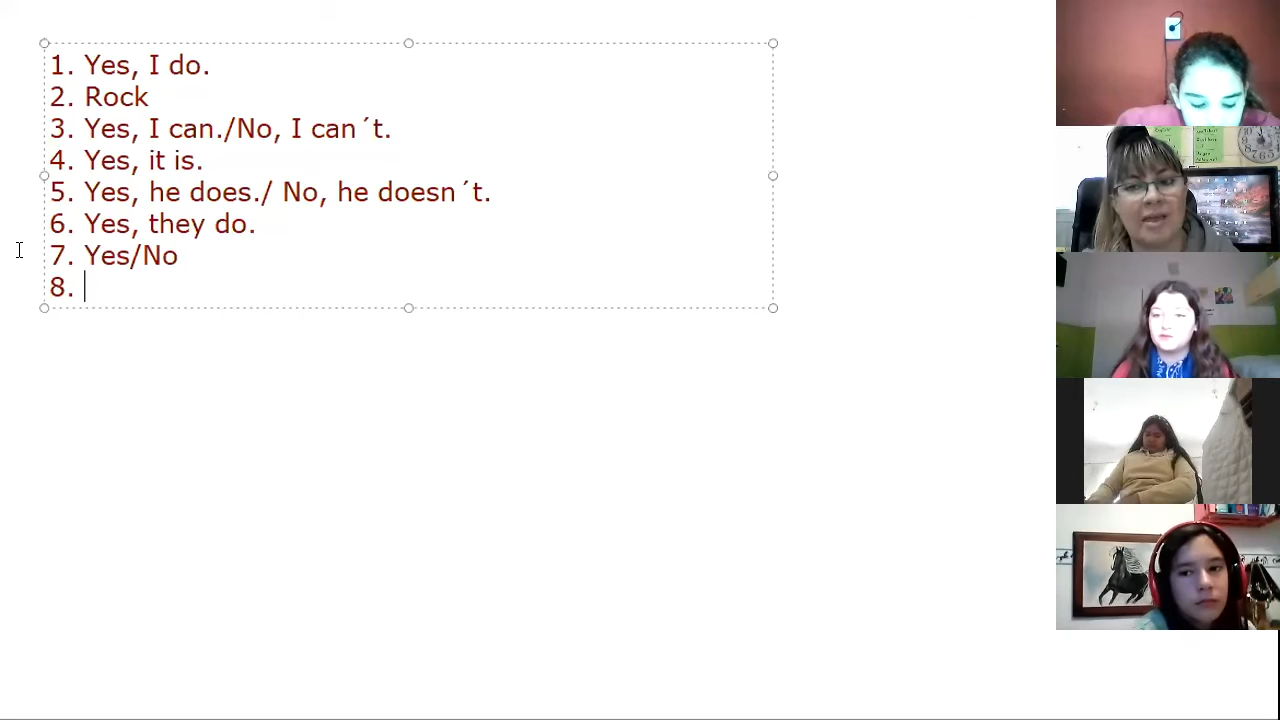 1. Yes, I do.
2. Rock
3. Yes, I can./No, I can´t.
4. Yes, it is.
5. Yes, he does./ No, he doesn´t.
6. Yes, they do.
7. Yes/No
8.